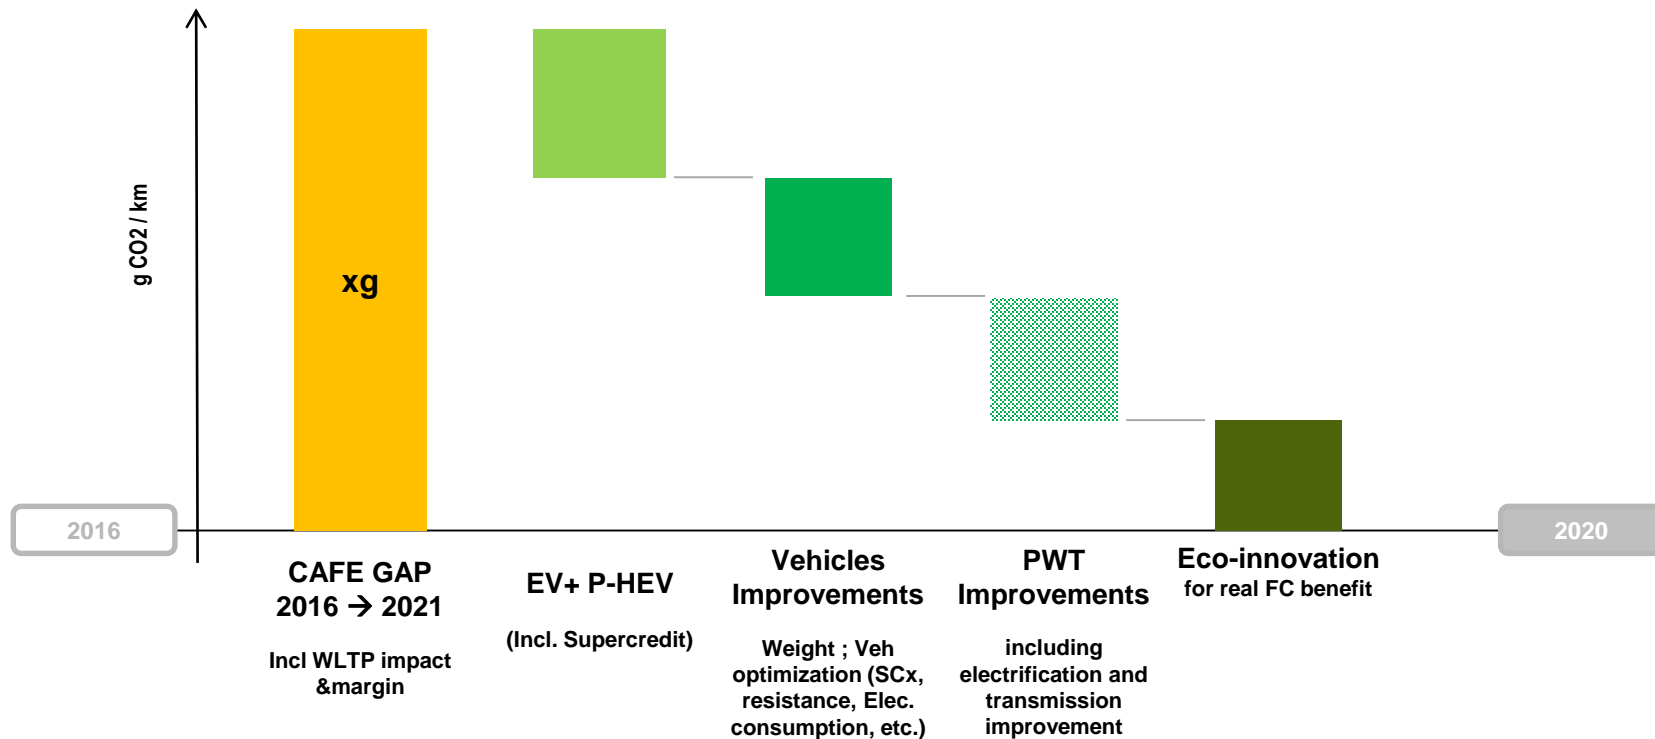 g CO2 / km
xg
2016
2020
CAFE GAP
2016 → 2021
Incl WLTP impact
&margin
EV+ P-HEV
(Incl. Supercredit)
Vehicles
Improvements
Weight ; Veh
optimization (SCx,
resistance, Elec.
consumption, etc.)
PWT
Improvements
including
electrification and
transmission
improvement
Eco-innovation
for real FC benefit